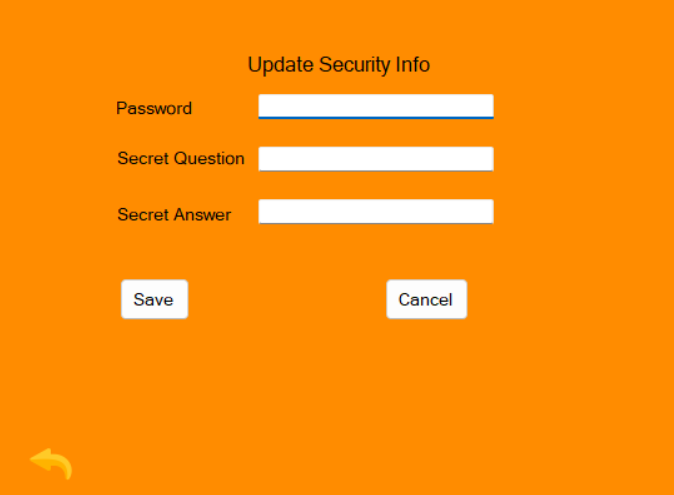 Update Security Info
Password
Secret Question
Secret Answer
Save Cancel